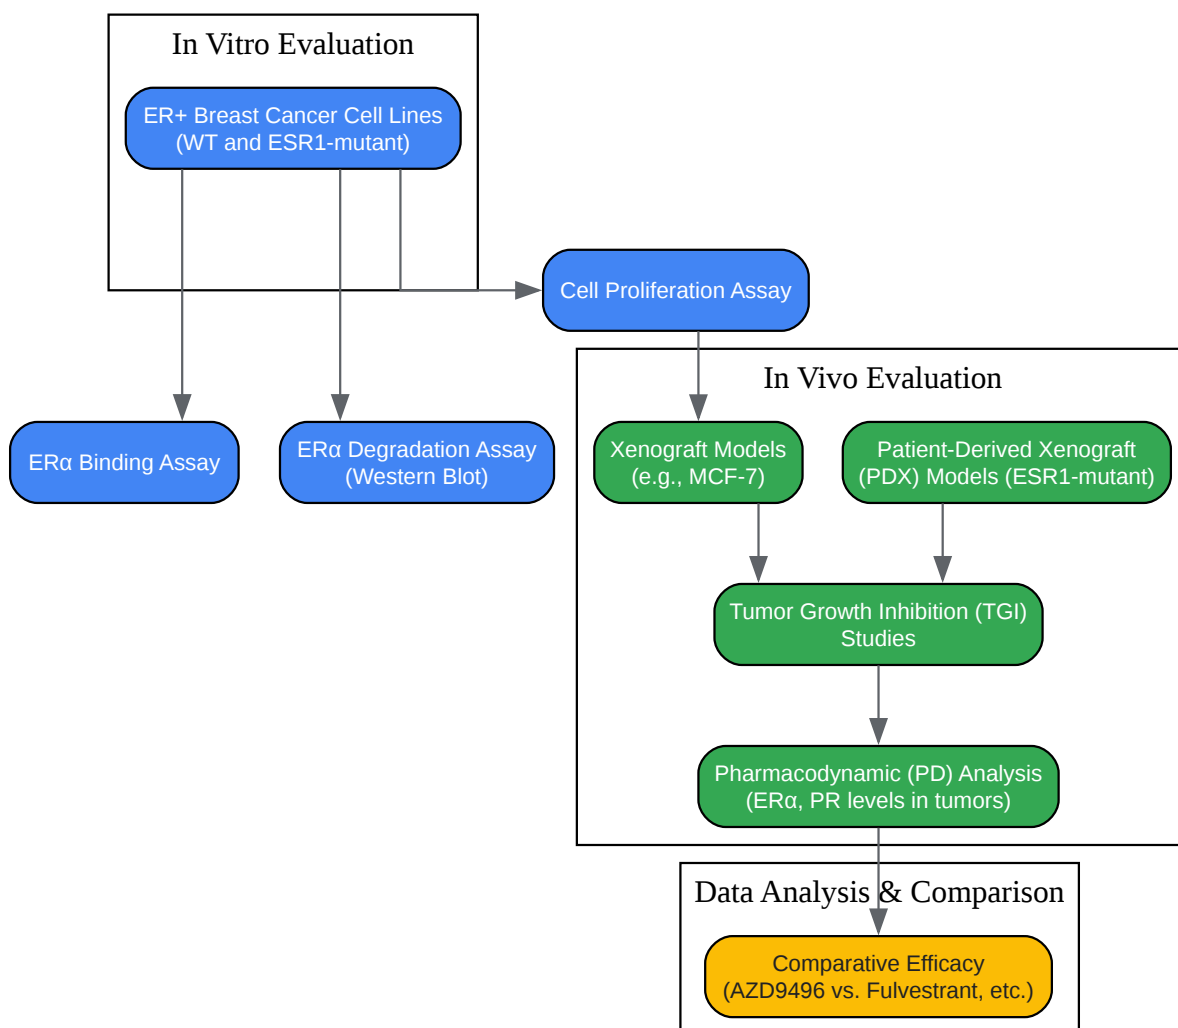 In Vitro Evaluation
ER+ Breast Cancer Cell Lines
(WT and ESR1-mutant)
Cell Proliferation Assay
In Vivo Evaluation
ERα Binding Assay
ERα Degradation Assay
(Western Blot)
Xenograft Models
(e.g., MCF-7)
Patient-Derived Xenograft
(PDX) Models (ESR1-mutant)
Tumor Growth Inhibition (TGI)
Studies
Pharmacodynamic (PD) Analysis
(ERα, PR levels in tumors)
Data Analysis & Comparison
Comparative Efficacy
(AZD9496 vs. Fulvestrant, etc.)